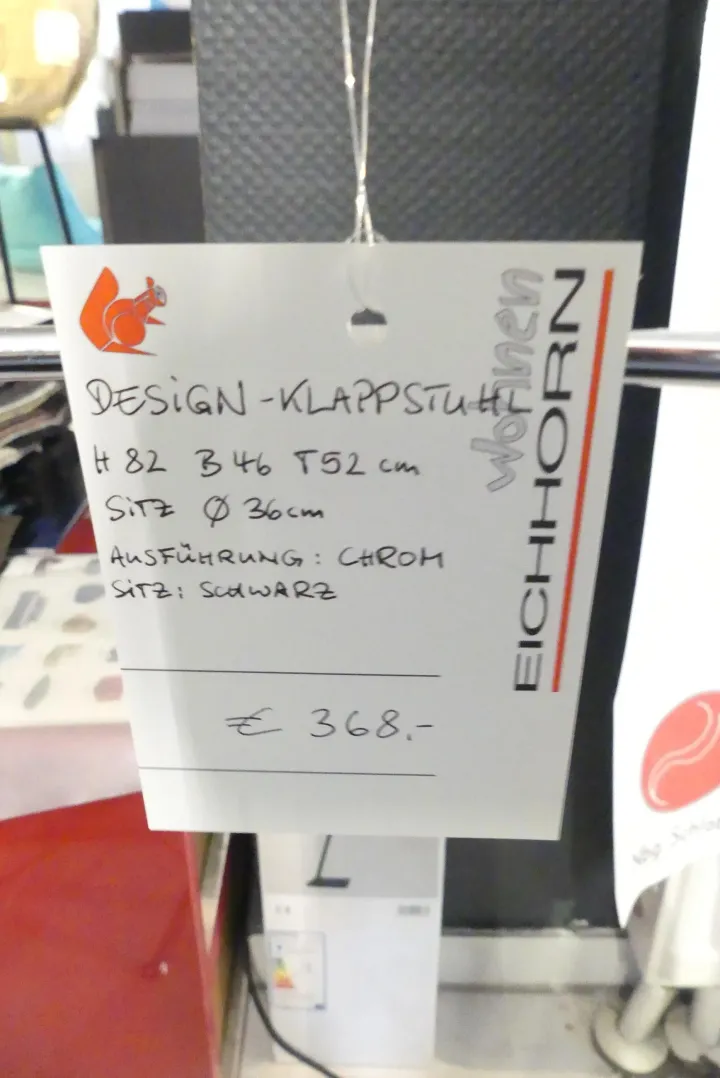 wohnen
EICHHORN
DESIGN-KLAPPSTUHL
H 82 B 46 T 52 cm
SITZ Ø 36 cm
AUSFÜHRUNG: CHROM
SITZ: SCHWARZ
€ 368.-